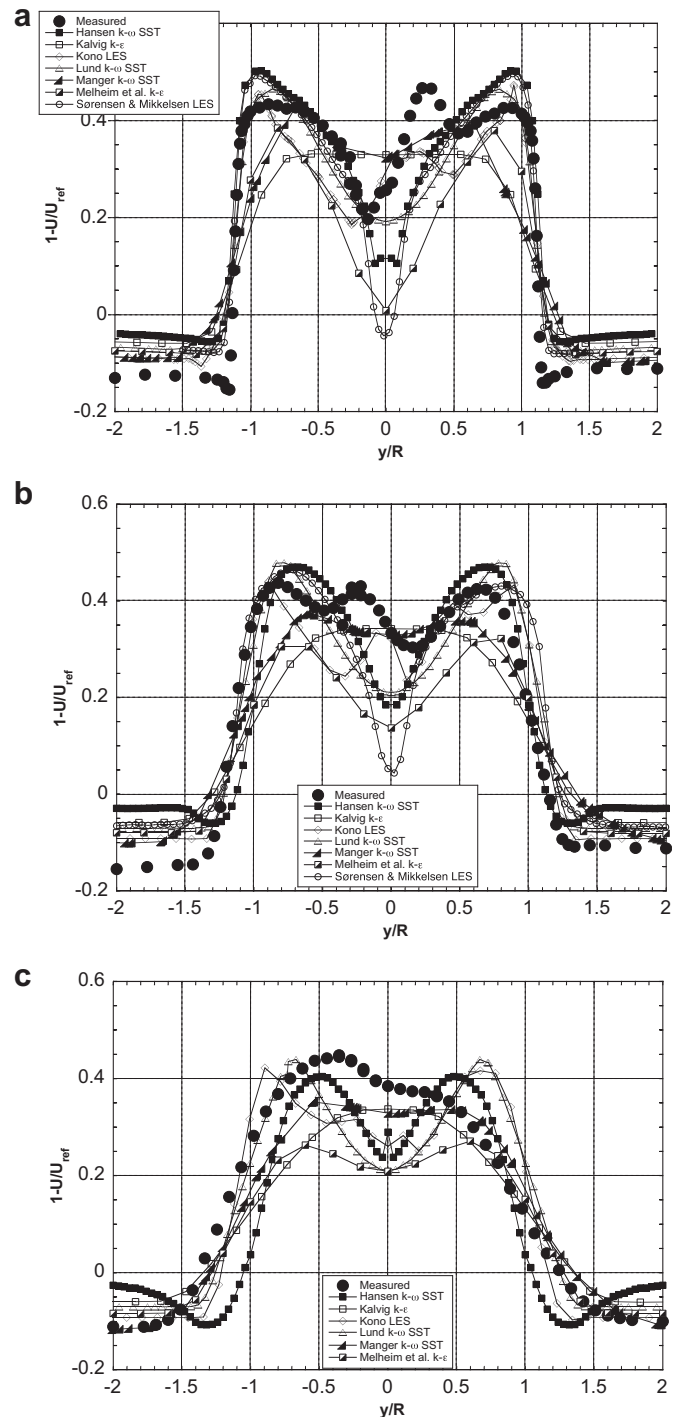 a
Measured
Hansen k-ω SST
Kalvig k-ε
Kono LES
Lund k-ω SST
Manger k-ω SST
Melheim et al. k-ε
Sørensen & Mikkelsen LES
0.4
0.2
0
-0.2
1-U/U_ref
-2 -1.5 -1 -0.5 0 0.5 1 1.5 2
y/R
b
0.6
0.4
0.2
0
-0.2
1-U/U_ref
Measured
Hansen k-ω SST
Kalvig k-ε
Kono LES
Lund k-ω SST
Manger k-ω SST
Melheim et al. k-ε
Sørensen & Mikkelsen LES
-2 -1.5 -1 -0.5 0 0.5 1 1.5 2
y/R
c
0.6
0.4
0.2
0
-0.2
1-U/U_ref
Measured
Hansen k-ω SST
Kalvig k-ε
Kono LES
Lund k-ω SST
Manger k-ω SST
Melheim et al. k-ε
-2 -1.5 -1 -0.5 0 0.5 1 1.5 2
y/R